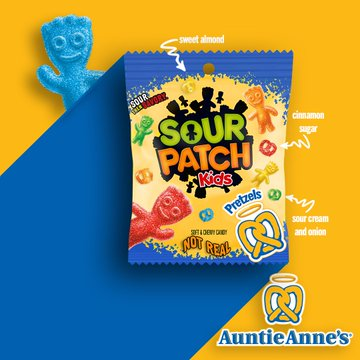 sweet almond
SOUR
THEN
SAVORY.
SOUR
PATCH
Kids
cinnamon
sugar
Pretzels
sour cream
and onion
SOFT & CHEWY CANDY
NOT REAL
AuntieAnne's